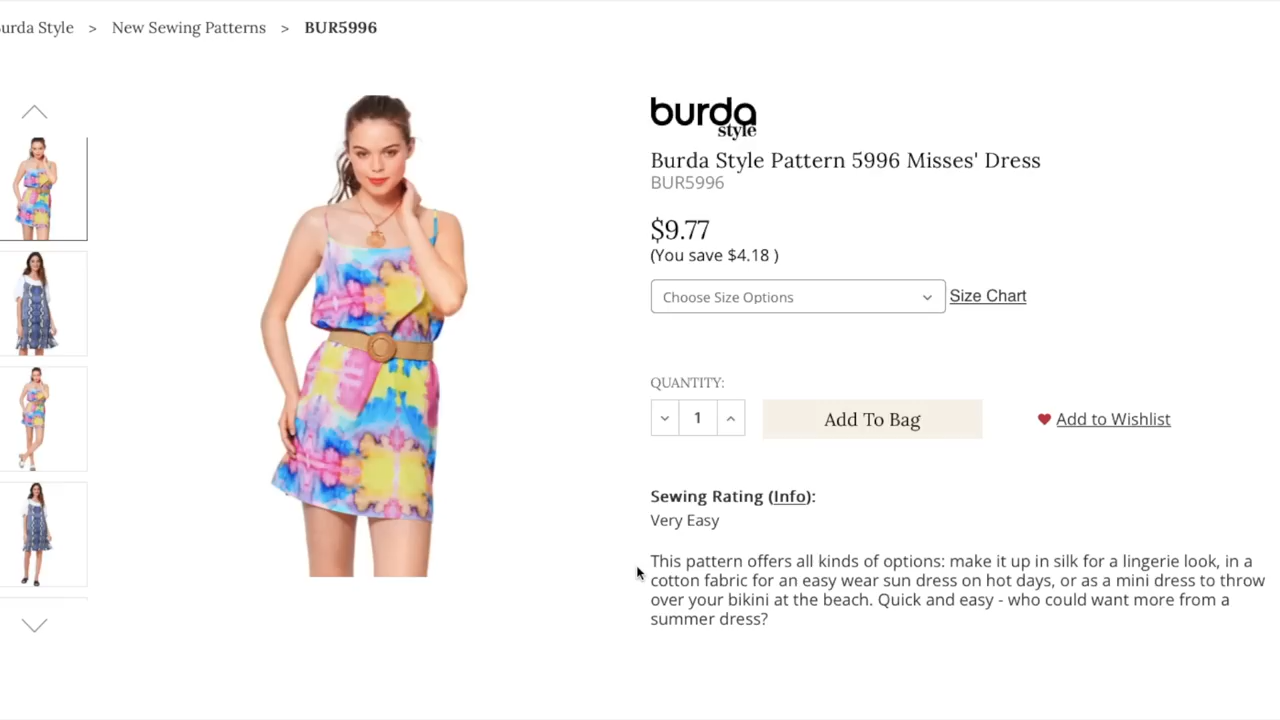 urda Style > New Sewing Patterns > BUR5996
burda
style
Burda Style Pattern 5996 Misses' Dress
BUR5996
$9.77
(You save $4.18 )
Choose Size Options
Size Chart
QUANTITY:
1
Add To Bag
Add to Wishlist
Sewing Rating (Info):
Very Easy
This pattern offers all kinds of options: make it up in silk for a lingerie look, in a
cotton fabric for an easy wear sun dress on hot days, or as a mini dress to throw
over your bikini at the beach. Quick and easy - who could want more from a
summer dress?